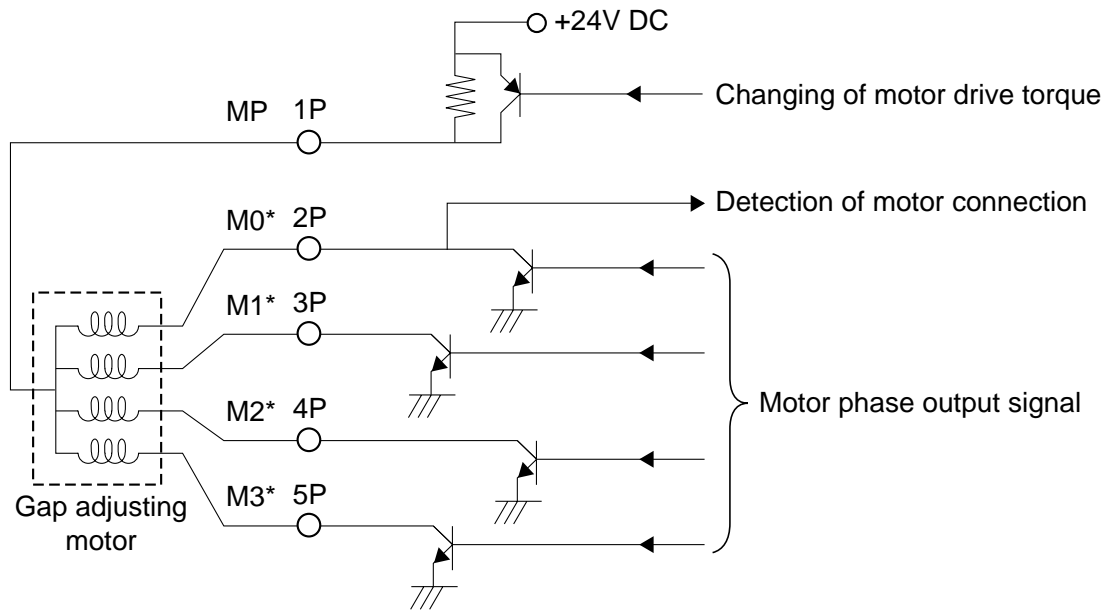 +24V DC
Changing of motor drive torque
MP 1P
Detection of motor connection
M0* 2P
M1* 3P
M2* 4P
Motor phase output signal
M3* 5P
Gap adjusting
motor